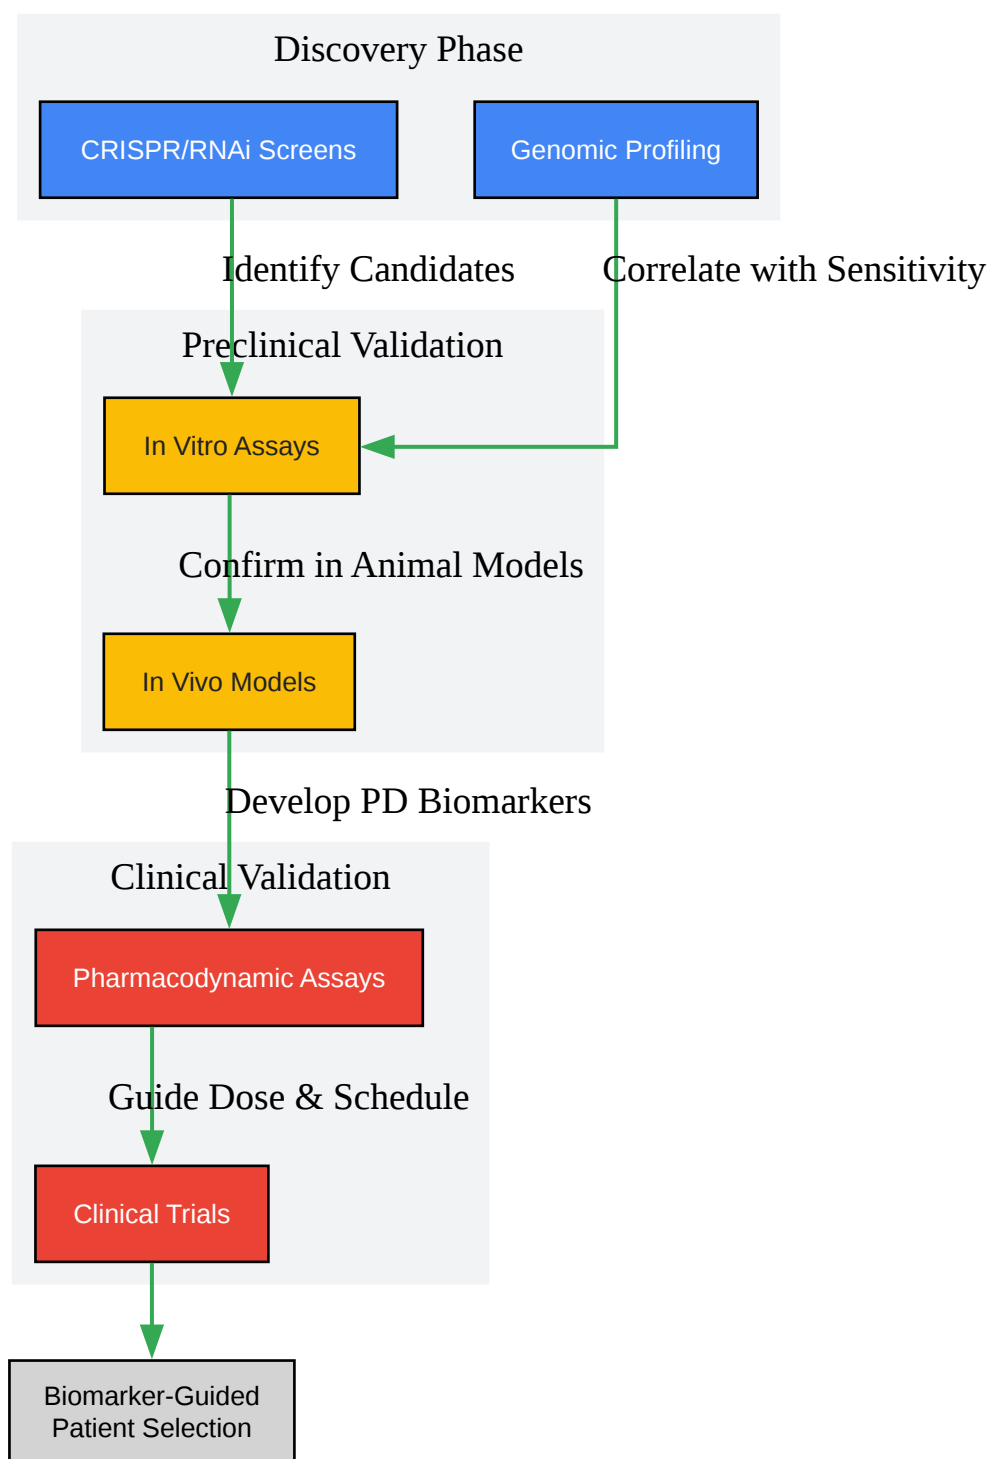 Discovery Phase
CRISPR/RNAi Screens
Genomic Profiling
Identify Candidates
Correlate with Sensitivity
Preclinical Validation
In Vitro Assays
Confirm in Animal Models
In Vivo Models
Develop PD Biomarkers
Clinical Validation
Pharmacodynamic Assays
Guide Dose & Schedule
Clinical Trials
Biomarker-Guided
Patient Selection